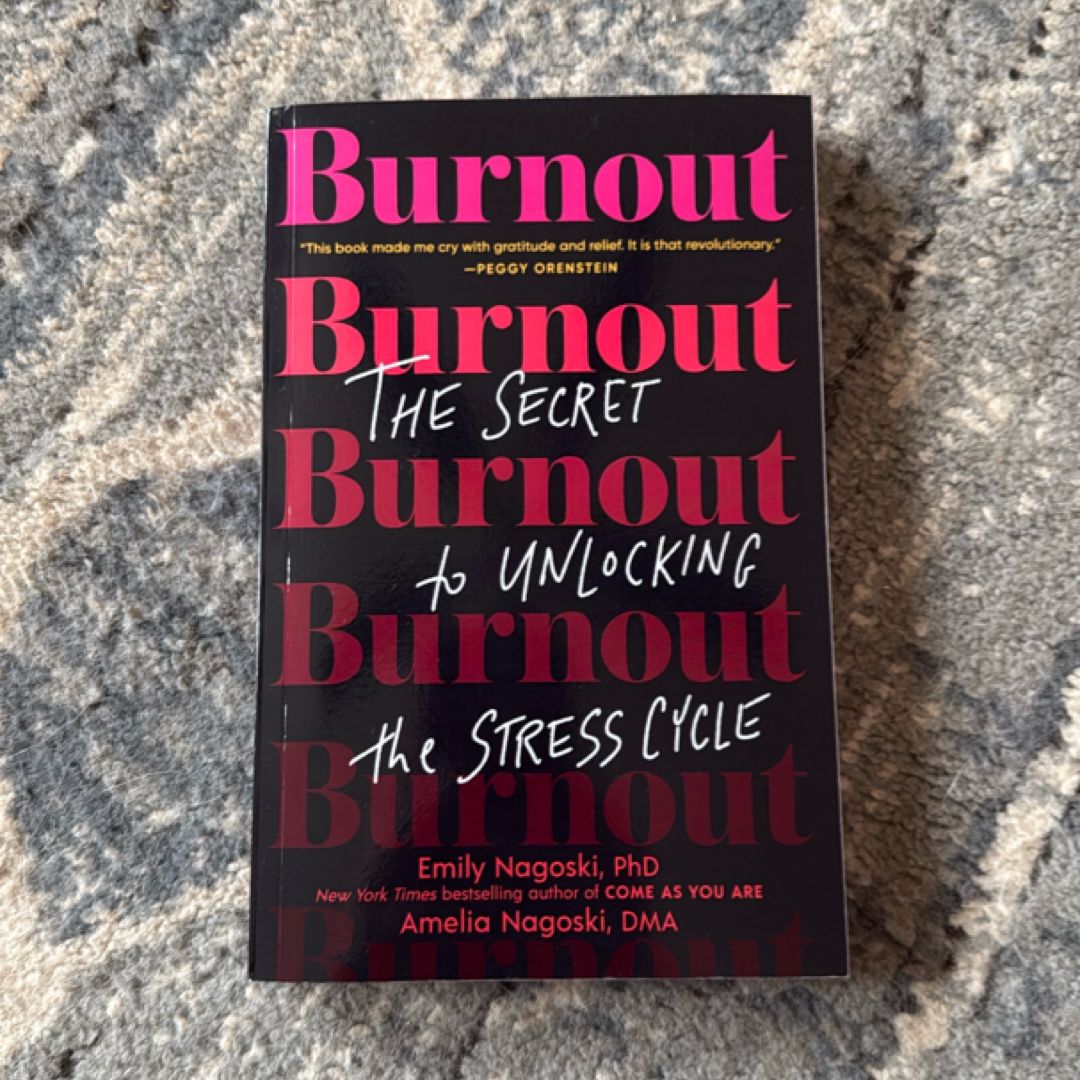 Burnout
“This book made me cry with gratitude and relief. It is that revolutionary.”
—PEGGY ORENSTEIN
Burnout
THE SECRET
Burnout
to UNLOCKING
Burnout
the STRESS CYCLE
Burnout
Emily Nagoski, PhD
New York Times bestselling author of COME AS YOU ARE
Amelia Nagoski, DMA
Burnout